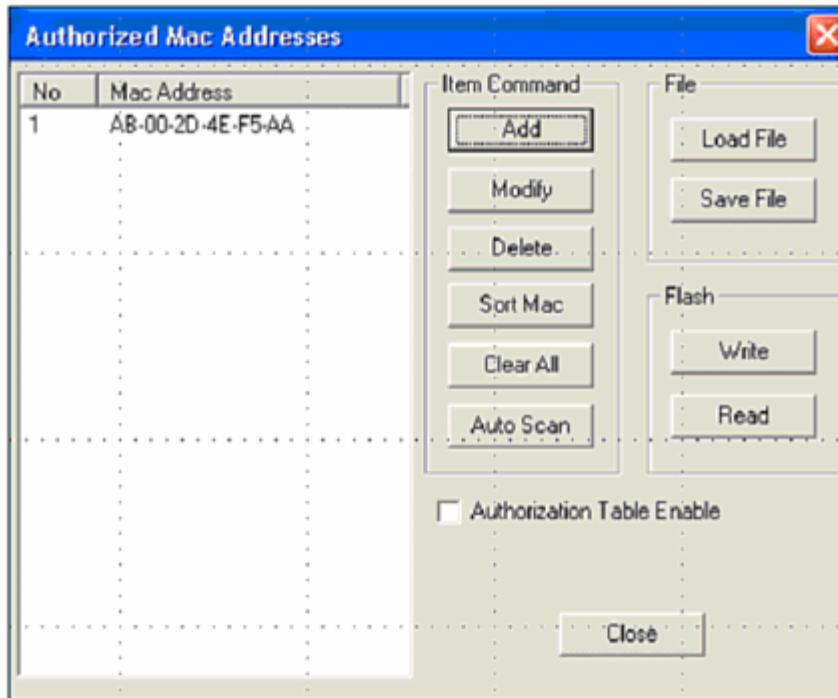 Authorized Mac Addresses
No Mac Address
1 AB-00-2D-4E-F5-AA
Item Command
Add
Modify
Delete
Sort Mac
Clear All
Auto Scan
File
Load File
Save File
Flash
Write
Read
Authorization Table Enable
Close